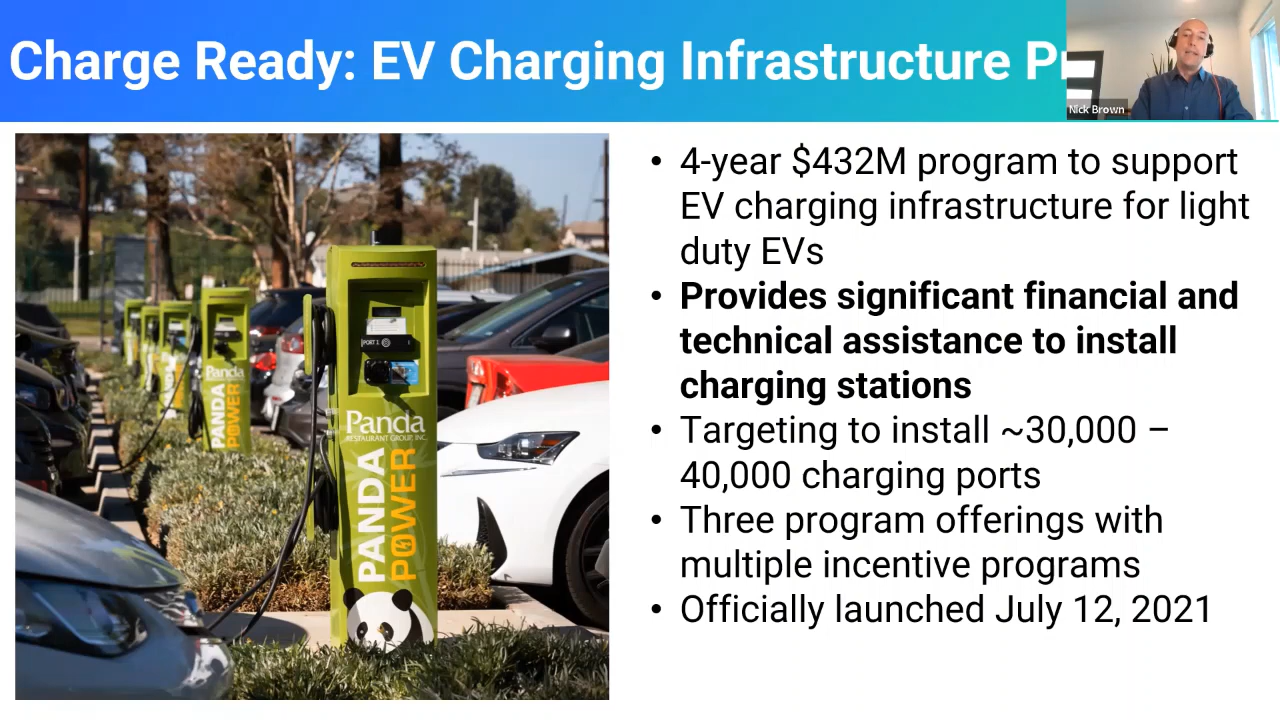 Charge Ready: EV Charging Infrastructure
Nick Brown
• 4-year $432M program to support
EV charging infrastructure for light
duty EVs
• Provides significant financial and
technical assistance to install
charging stations
• Targeting to install ~30,000 –
40,000 charging ports
• Three program offerings with
multiple incentive programs
• Officially launched July 12, 2021
PORT 1
Panda
RESTAURANT GROUP, INC.
PANDA
POWER
Panda
PANDA
POWER